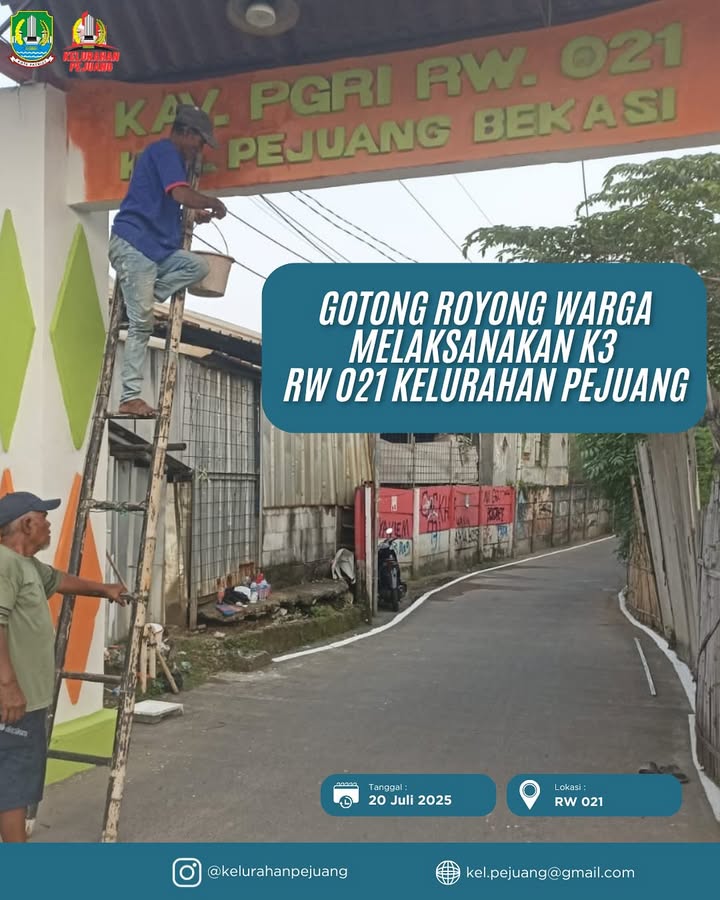 KELURAHAN
PEJUANG
KAV. PGRI RW. 021
KEL. PEJUANG BEKASI
GOTONG ROYONG WARGA
MELAKSANAKAN K3
RW 021 KELURAHAN PEJUANG
Tanggal :
20 Juli 2025
Lokasi :
RW 021
@kelurahanpejuang
kel.pejuang@gmail.com